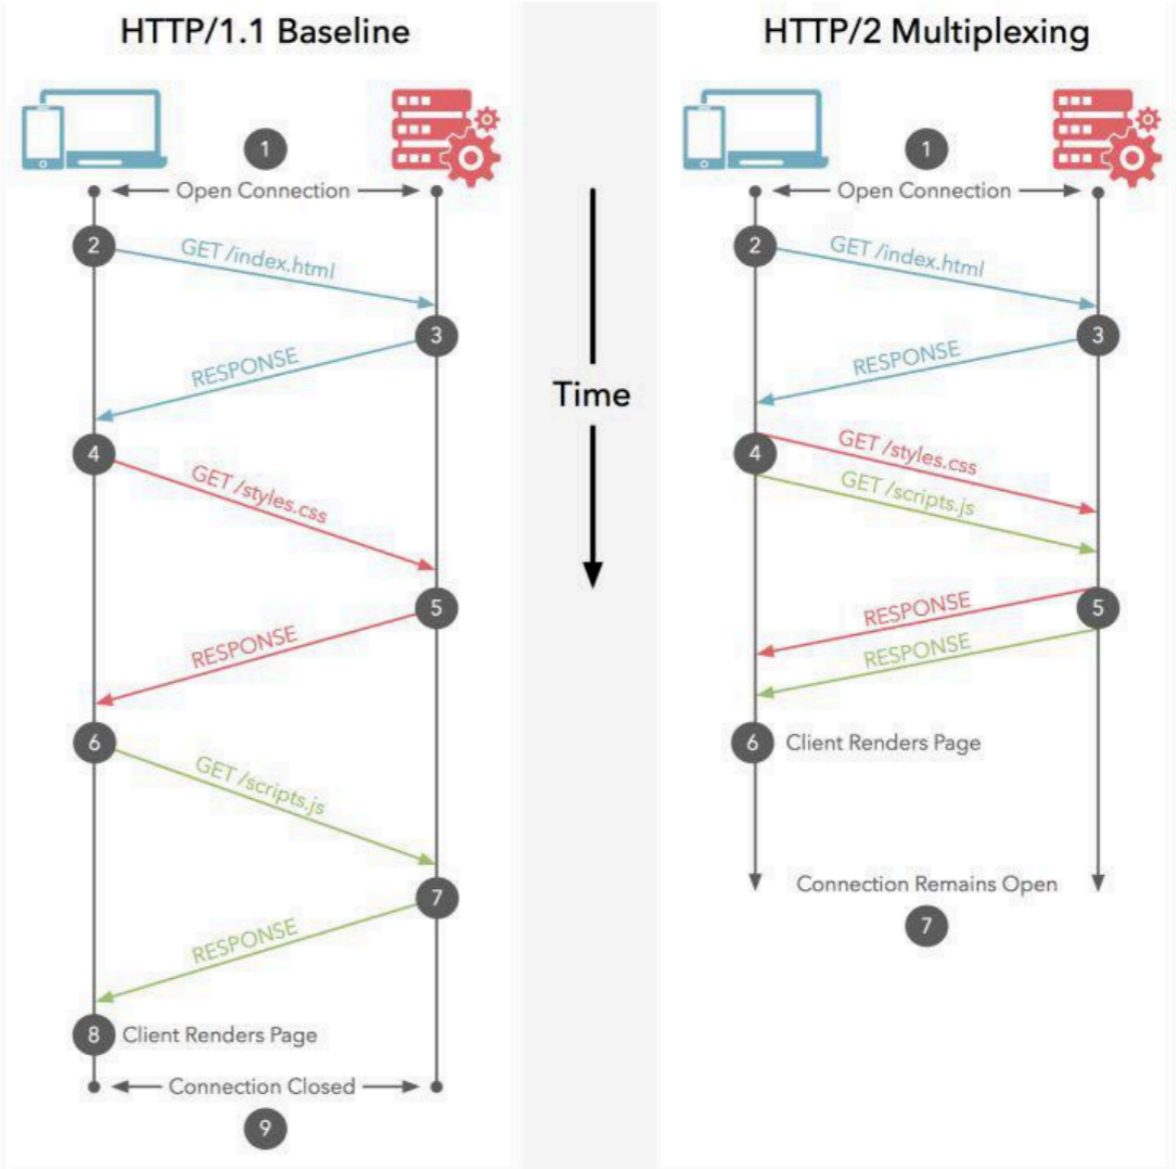 HTTP/1.1 Baseline
1
Open Connection
2
GET /index.html
3
RESPONSE
4
GET /styles.css
5
RESPONSE
6
GET /scripts.js
7
RESPONSE
8 Client Renders Page
Connection Closed
9
Time
HTTP/2 Multiplexing
1
Open Connection
2
GET /index.html
3
RESPONSE
4
GET /styles.css
GET /scripts.js
5
RESPONSE
RESPONSE
6 Client Renders Page
Connection Remains Open
7